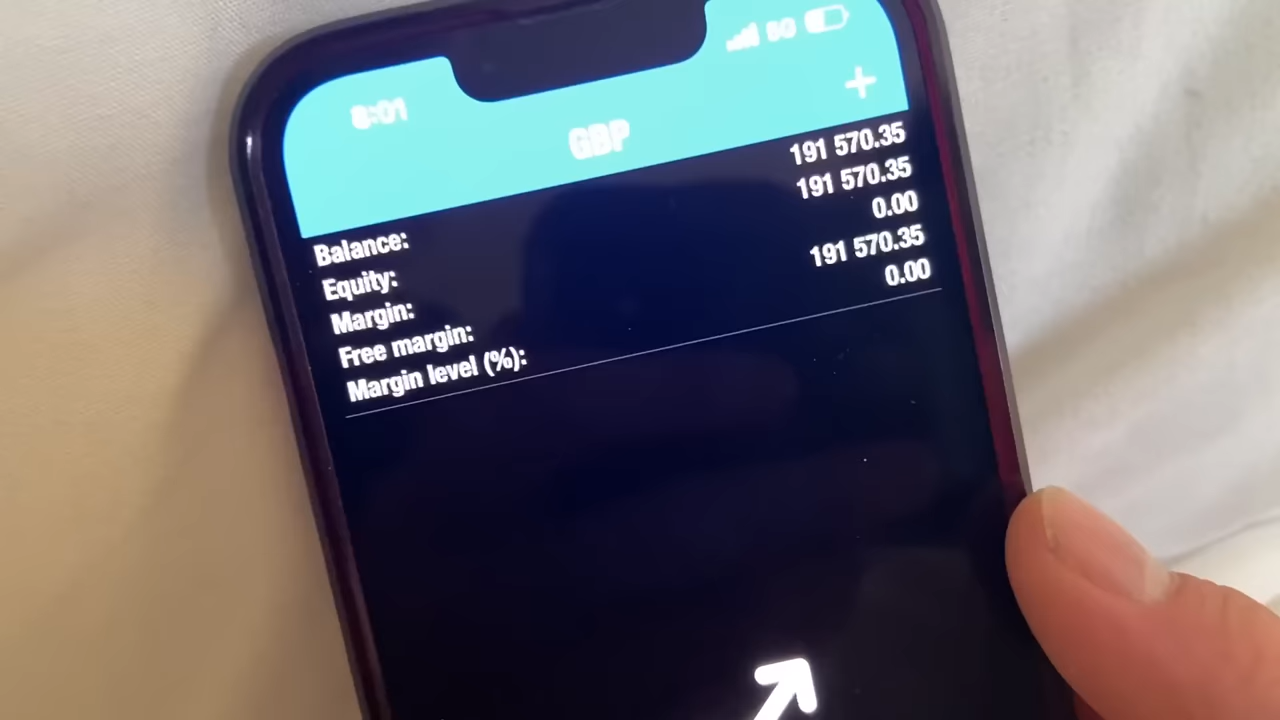 8:01 5G
GBP +
Balance: 191 570.35
Equity: 191 570.35
Margin: 0.00
Free margin: 191 570.35
Margin level (%): 0.00